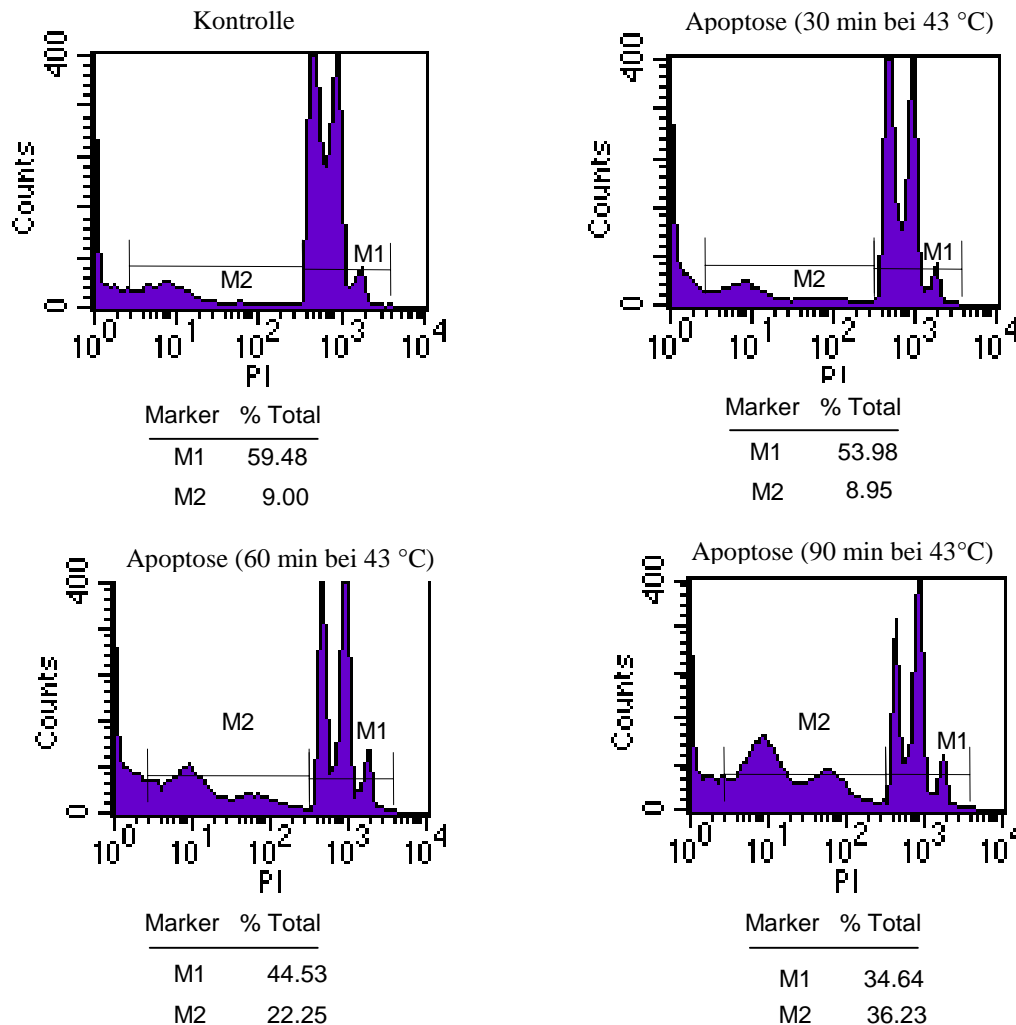 Kontrolle
400
Counts
0
M2
M1
10^0 10^1 10^2 10^3 10^4
PI
Marker % Total
M1 59.48
M2 9.00
Apoptose (30 min bei 43 °C)
400
Counts
0
M2
M1
10^0 10^1 10^2 10^3 10^4
PI
Marker % Total
M1 53.98
M2 8.95
Apoptose (60 min bei 43 °C)
400
Counts
0
M2
M1
10^0 10^1 10^2 10^3 10^4
PI
Marker % Total
M1 44.53
M2 22.25
Apoptose (90 min bei 43°C)
400
Counts
0
M2
M1
10^0 10^1 10^2 10^3 10^4
PI
Marker % Total
M1 34.64
M2 36.23